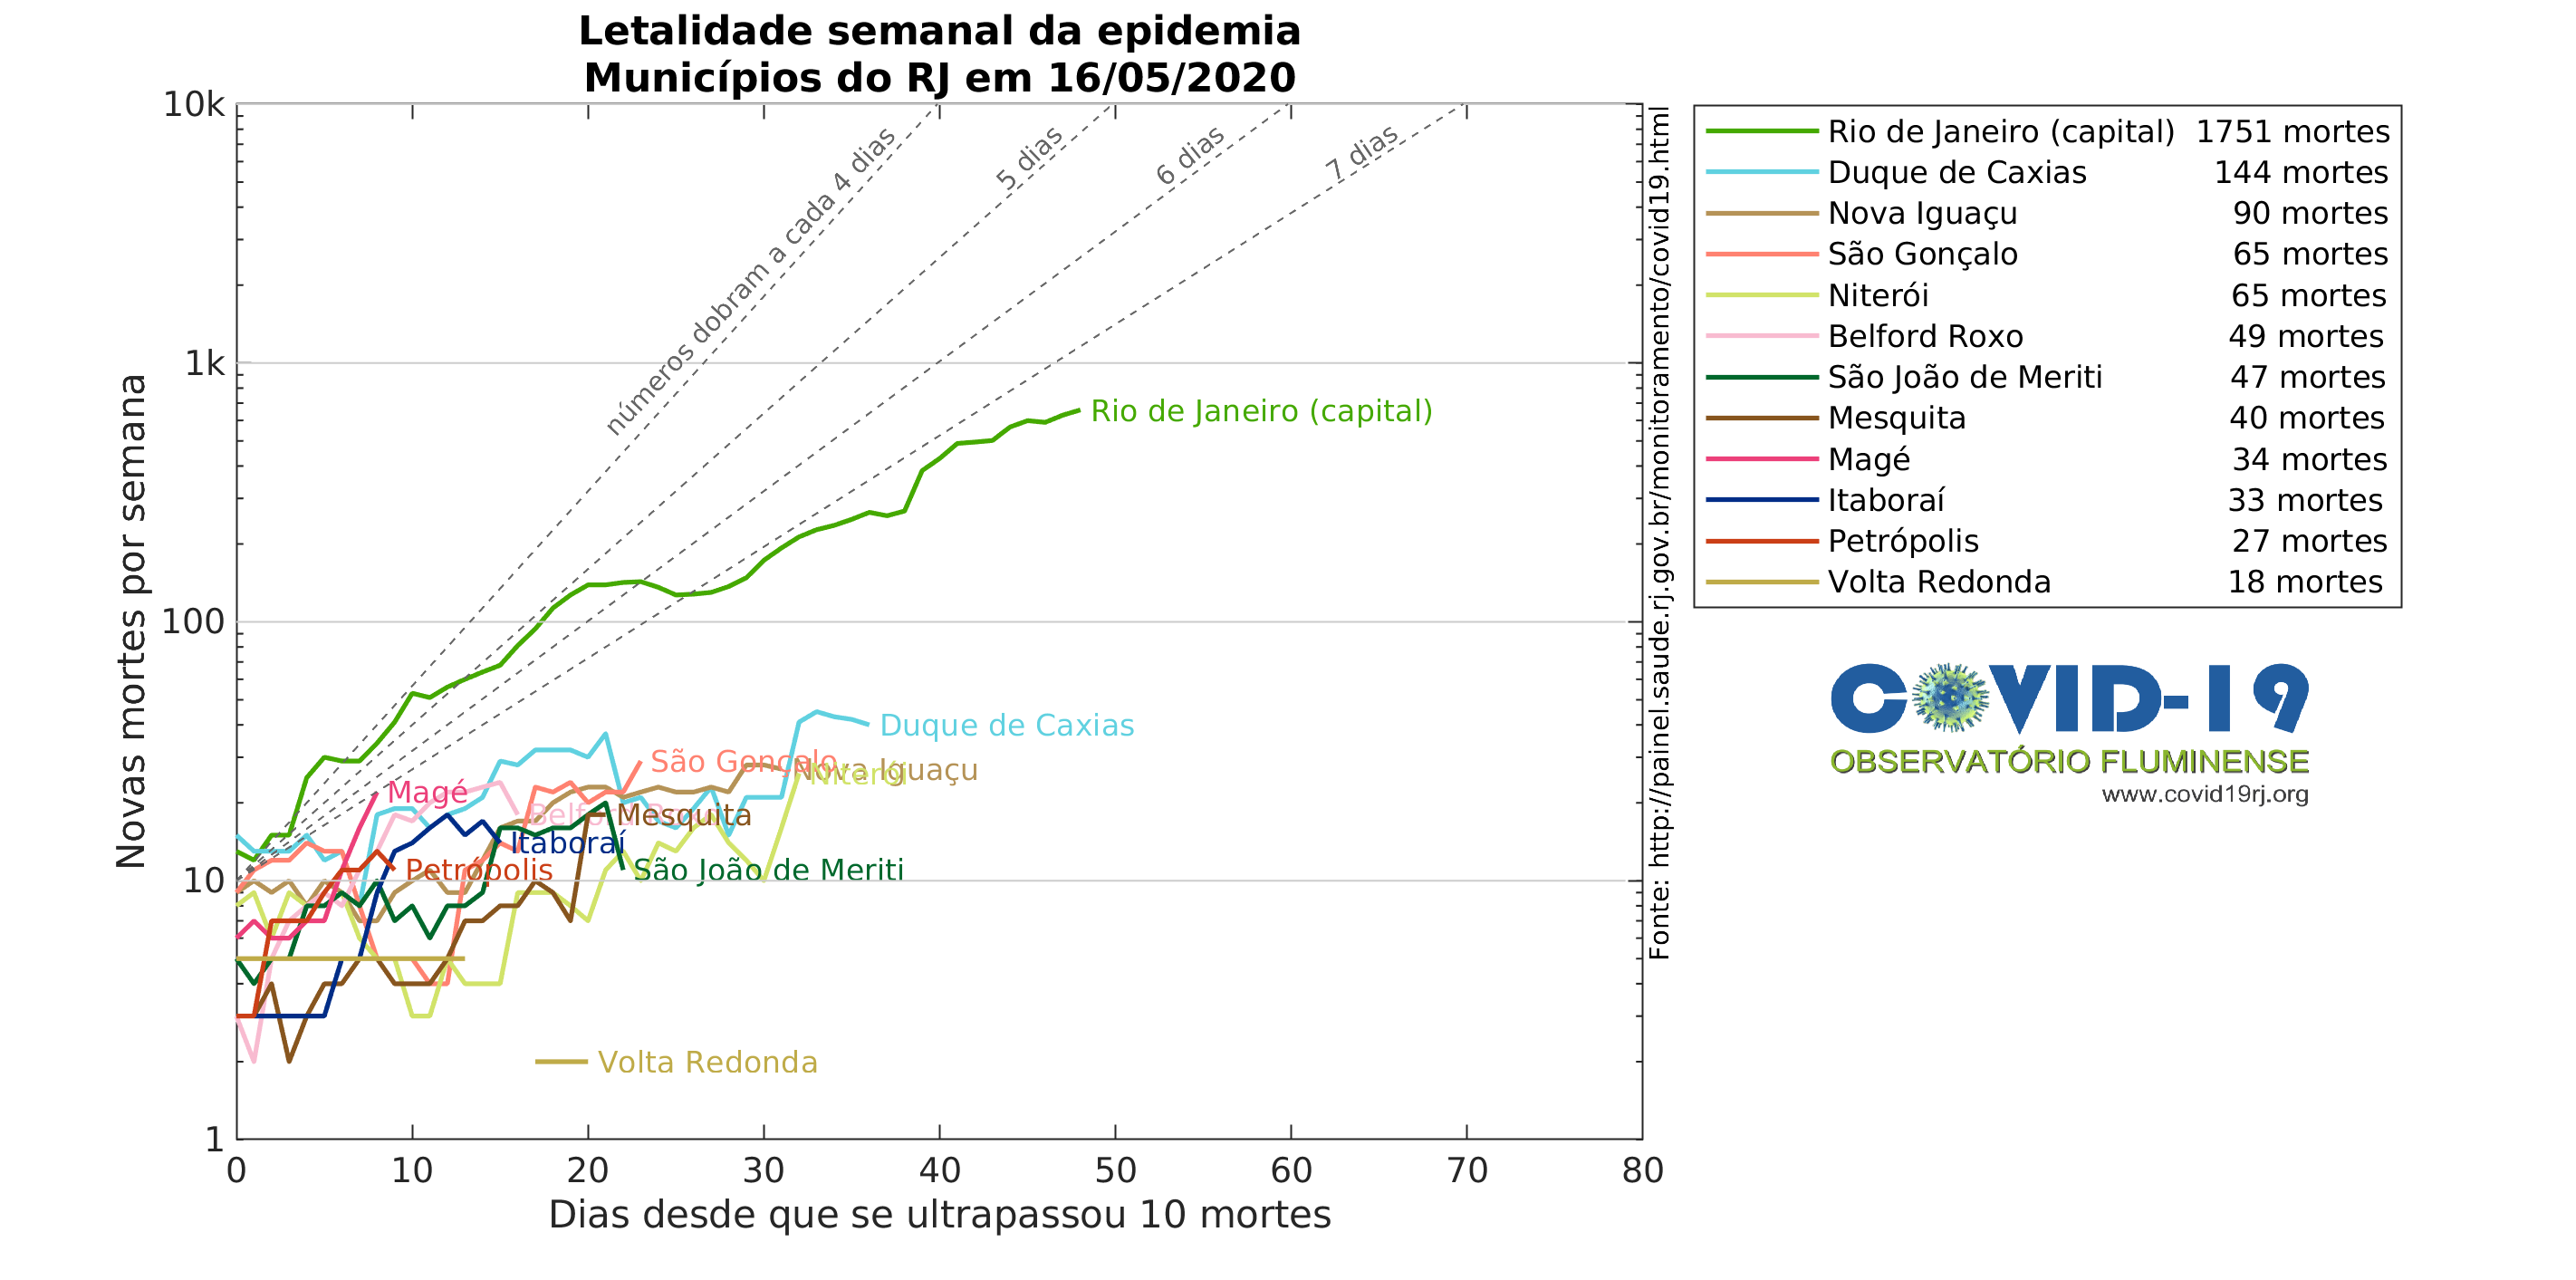 Letalidade semanal da epidemia
Municípios do RJ em 16/05/2020
Novas mortes por semana
10k
1k
100
10
1
0 10 20 30 40 50 60 70 80
Dias desde que se ultrapassou 10 mortes
números dobram a cada 4 dias
5 dias
6 dias
7 dias
Rio de Janeiro (capital)
Duque de Caxias
São Gonçalo
Nova Iguaçu
Niterói
Magé
Belford Roxo
Mesquita
Itaboraí
Petrópolis
São João de Meriti
Volta Redonda
Fonte: http://painel.saude.rj.gov.br/monitoramento/covid19.html
Rio de Janeiro (capital) 1751 mortes
Duque de Caxias 144 mortes
Nova Iguaçu 90 mortes
São Gonçalo 65 mortes
Niterói 65 mortes
Belford Roxo 49 mortes
São João de Meriti 47 mortes
Mesquita 40 mortes
Magé 34 mortes
Itaboraí 33 mortes
Petrópolis 27 mortes
Volta Redonda 18 mortes
COVID-19
OBSERVATÓRIO FLUMINENSE
www.covid19rj.org